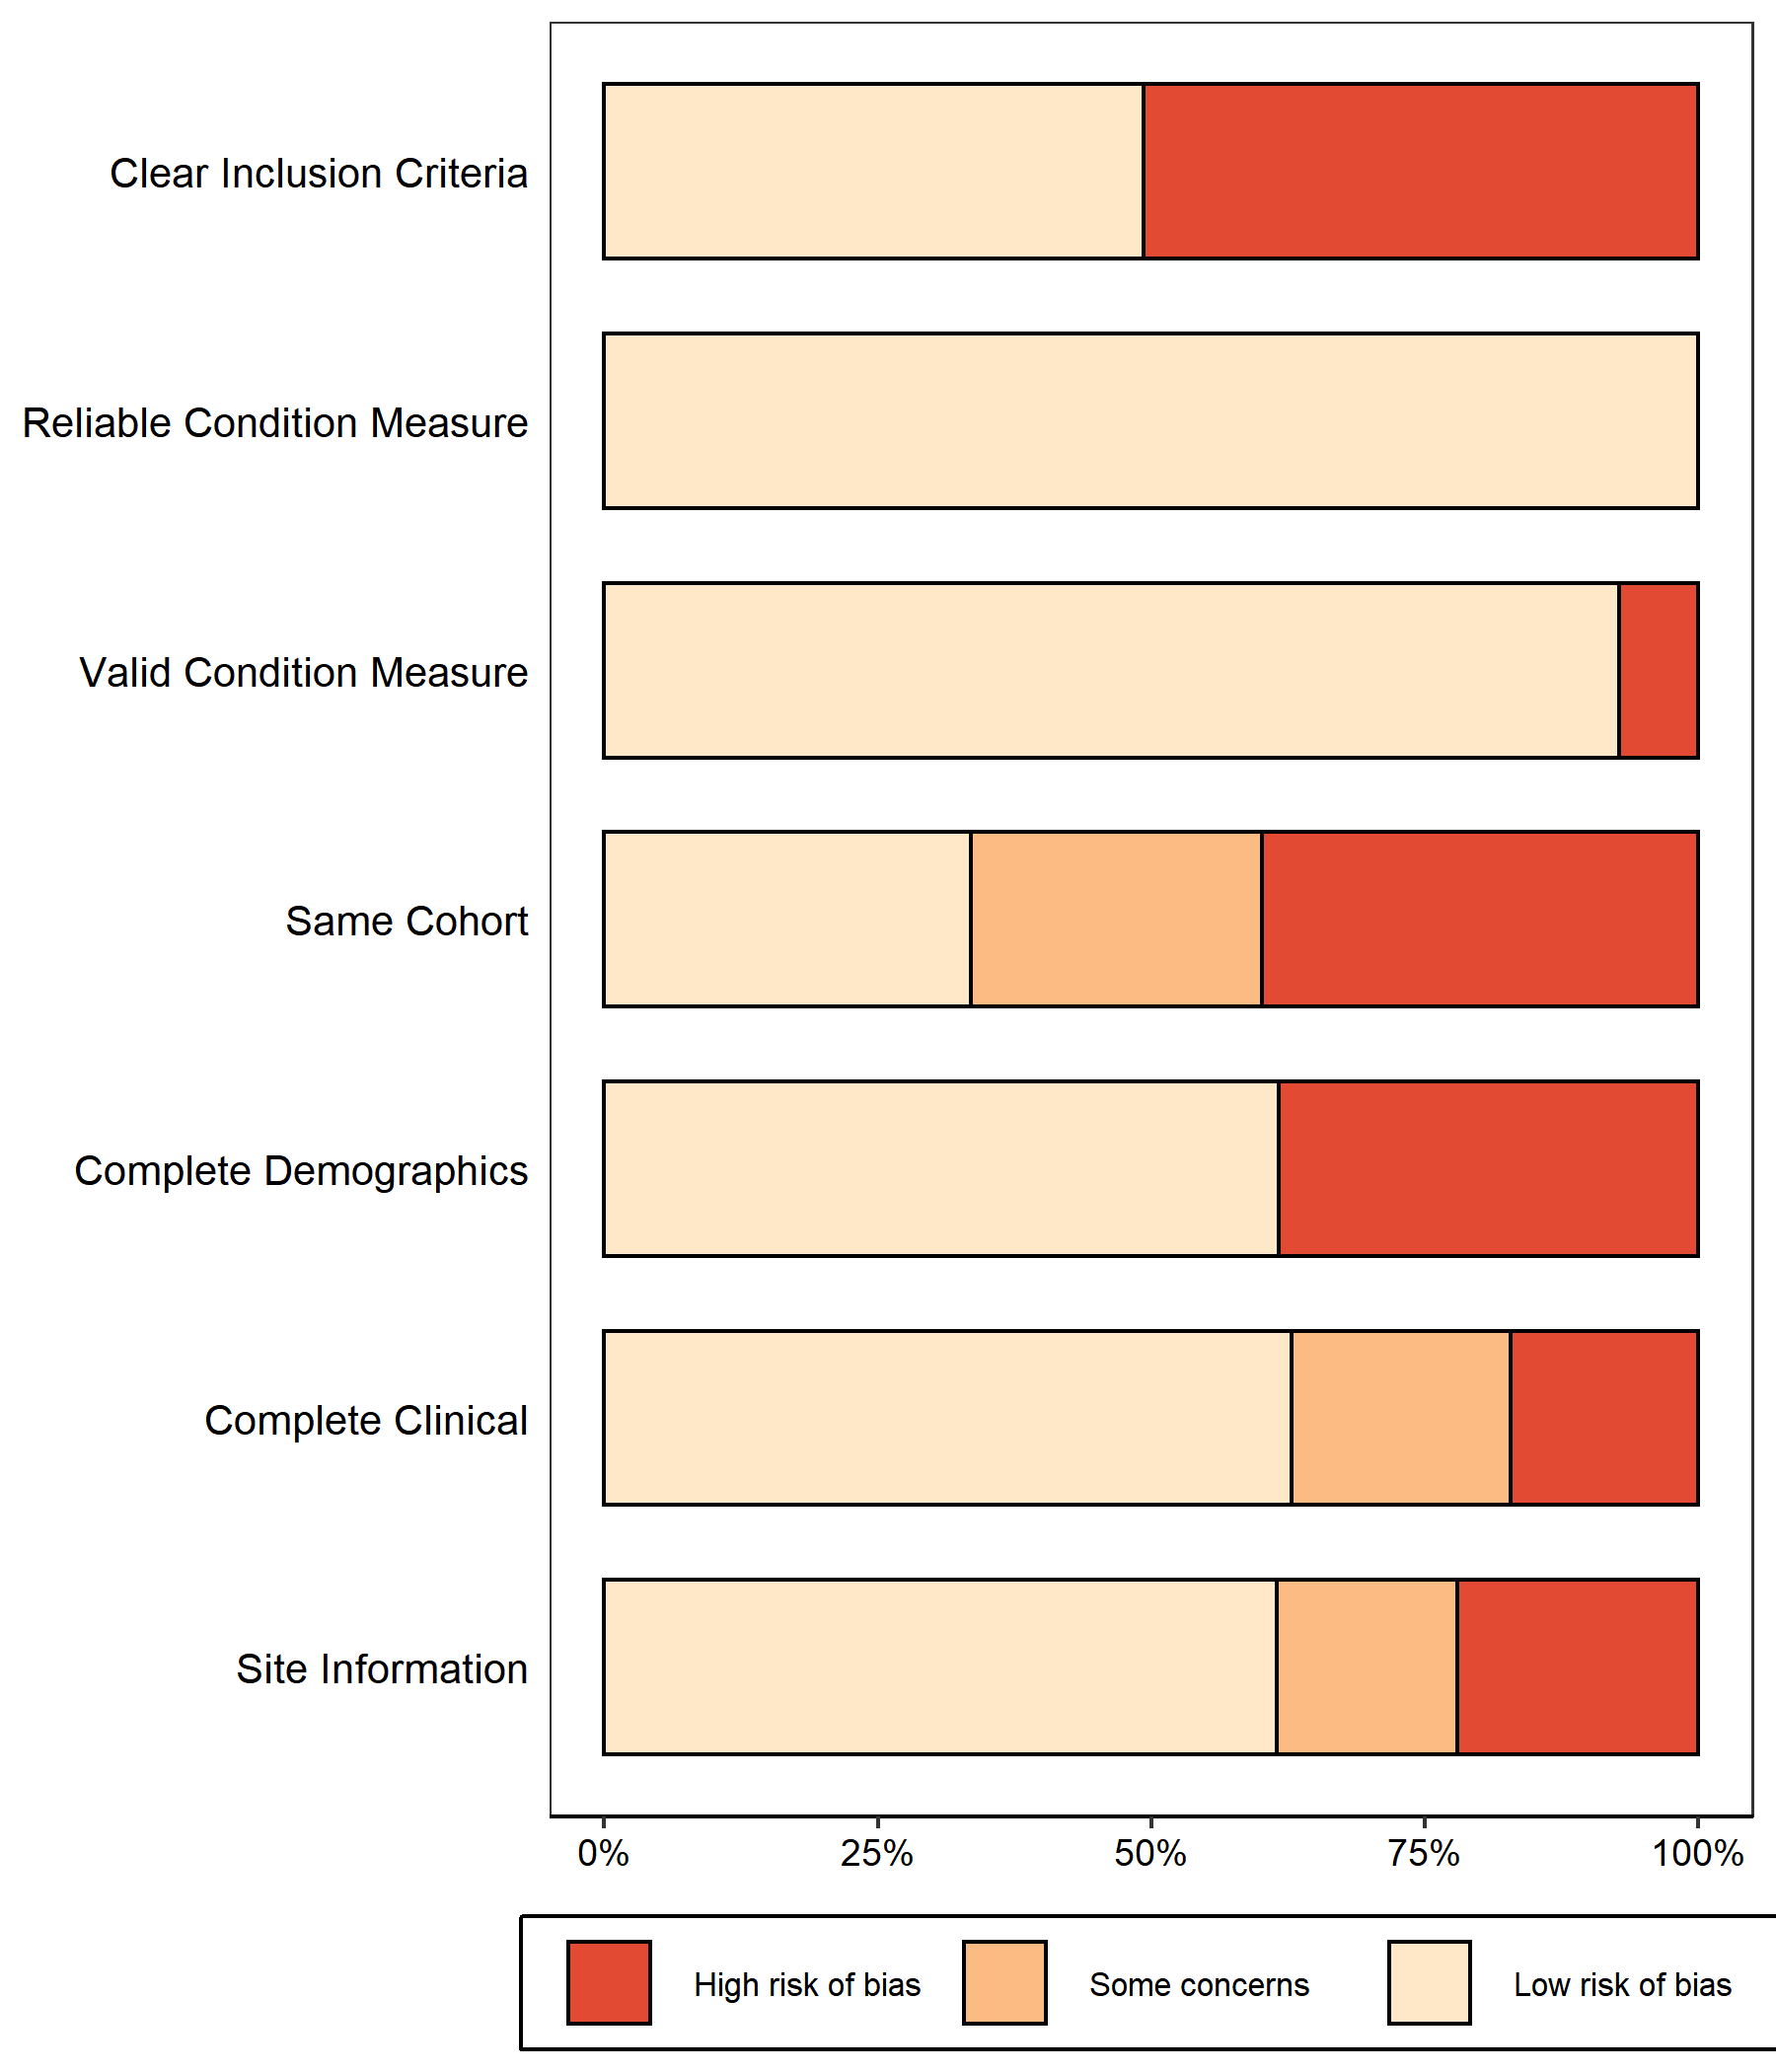 Clear Inclusion Criteria
Reliable Condition Measure
Valid Condition Measure
Same Cohort
Complete Demographics
Complete Clinical
Site Information
0% 25% 50% 75% 100%
High risk of bias Some concerns Low risk of bias